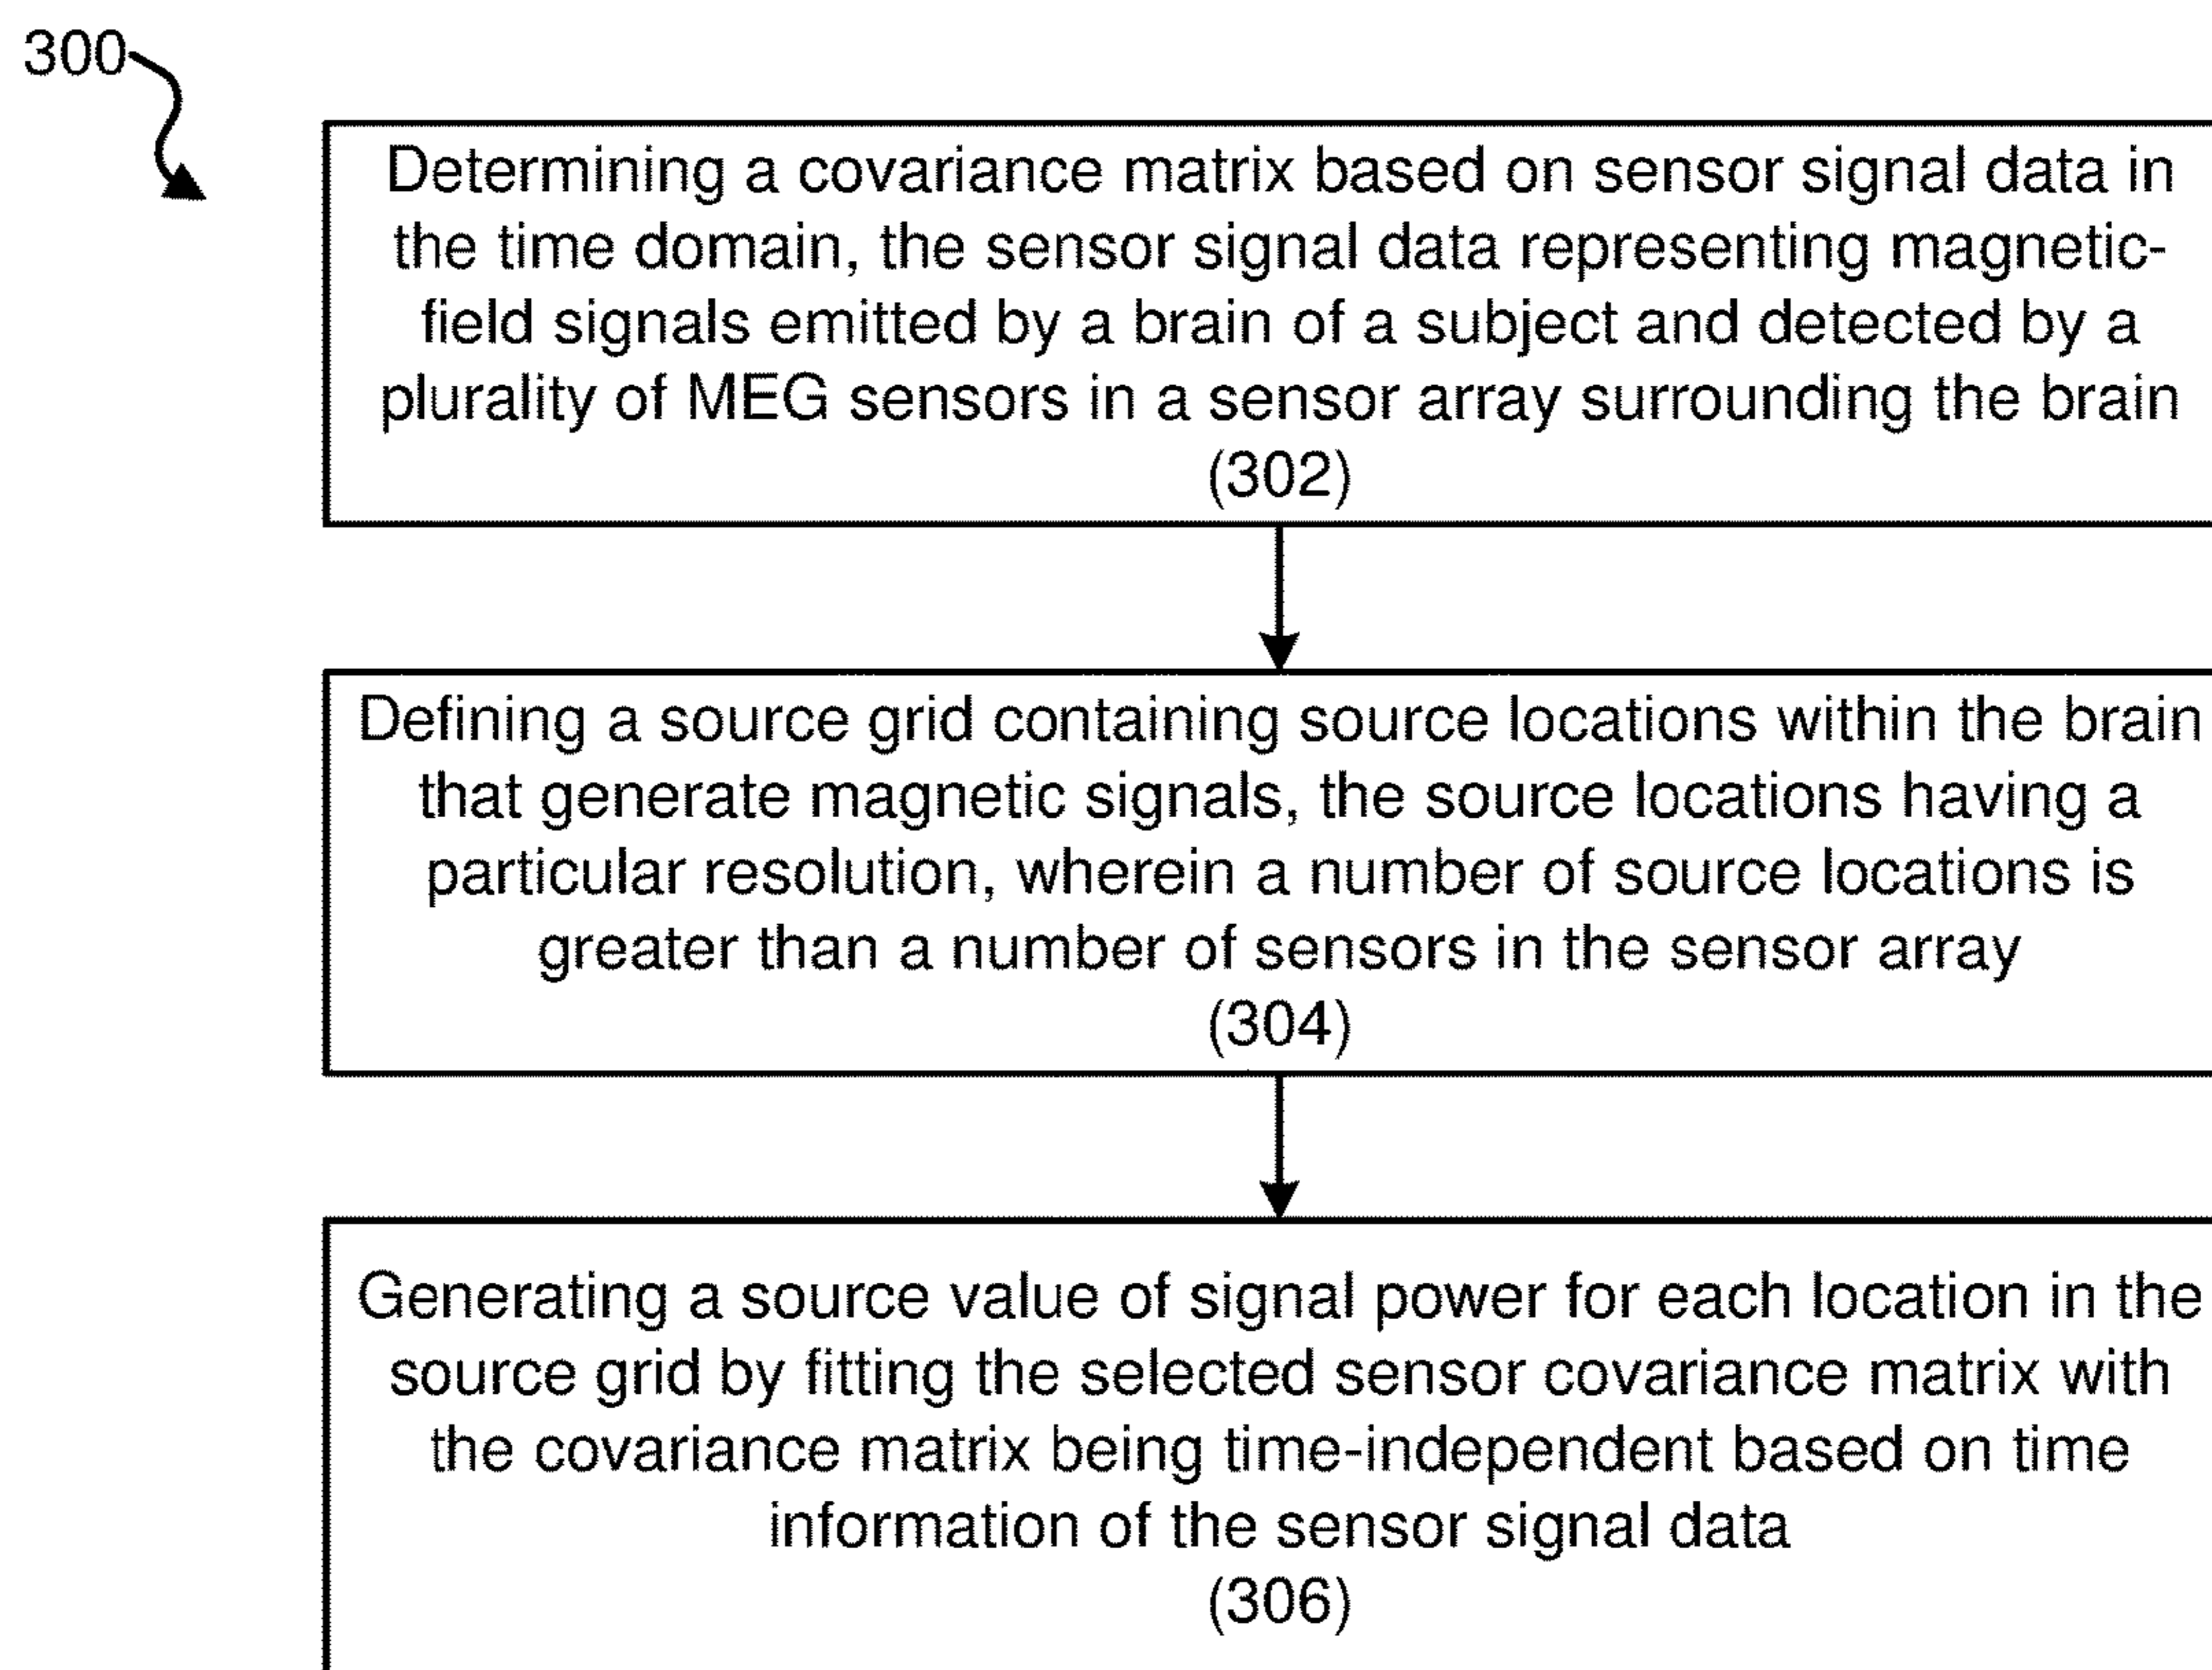 300
Determining a covariance matrix based on sensor signal data in
the time domain, the sensor signal data representing magnetic-
field signals emitted by a brain of a subject and detected by a
plurality of MEG sensors in a sensor array surrounding the brain
(302)
Defining a source grid containing source locations within the brain
that generate magnetic signals, the source locations having a
particular resolution, wherein a number of source locations is
greater than a number of sensors in the sensor array
(304)
Generating a source value of signal power for each location in the
source grid by fitting the selected sensor covariance matrix with
the covariance matrix being time-independent based on time
information of the sensor signal data
(306)